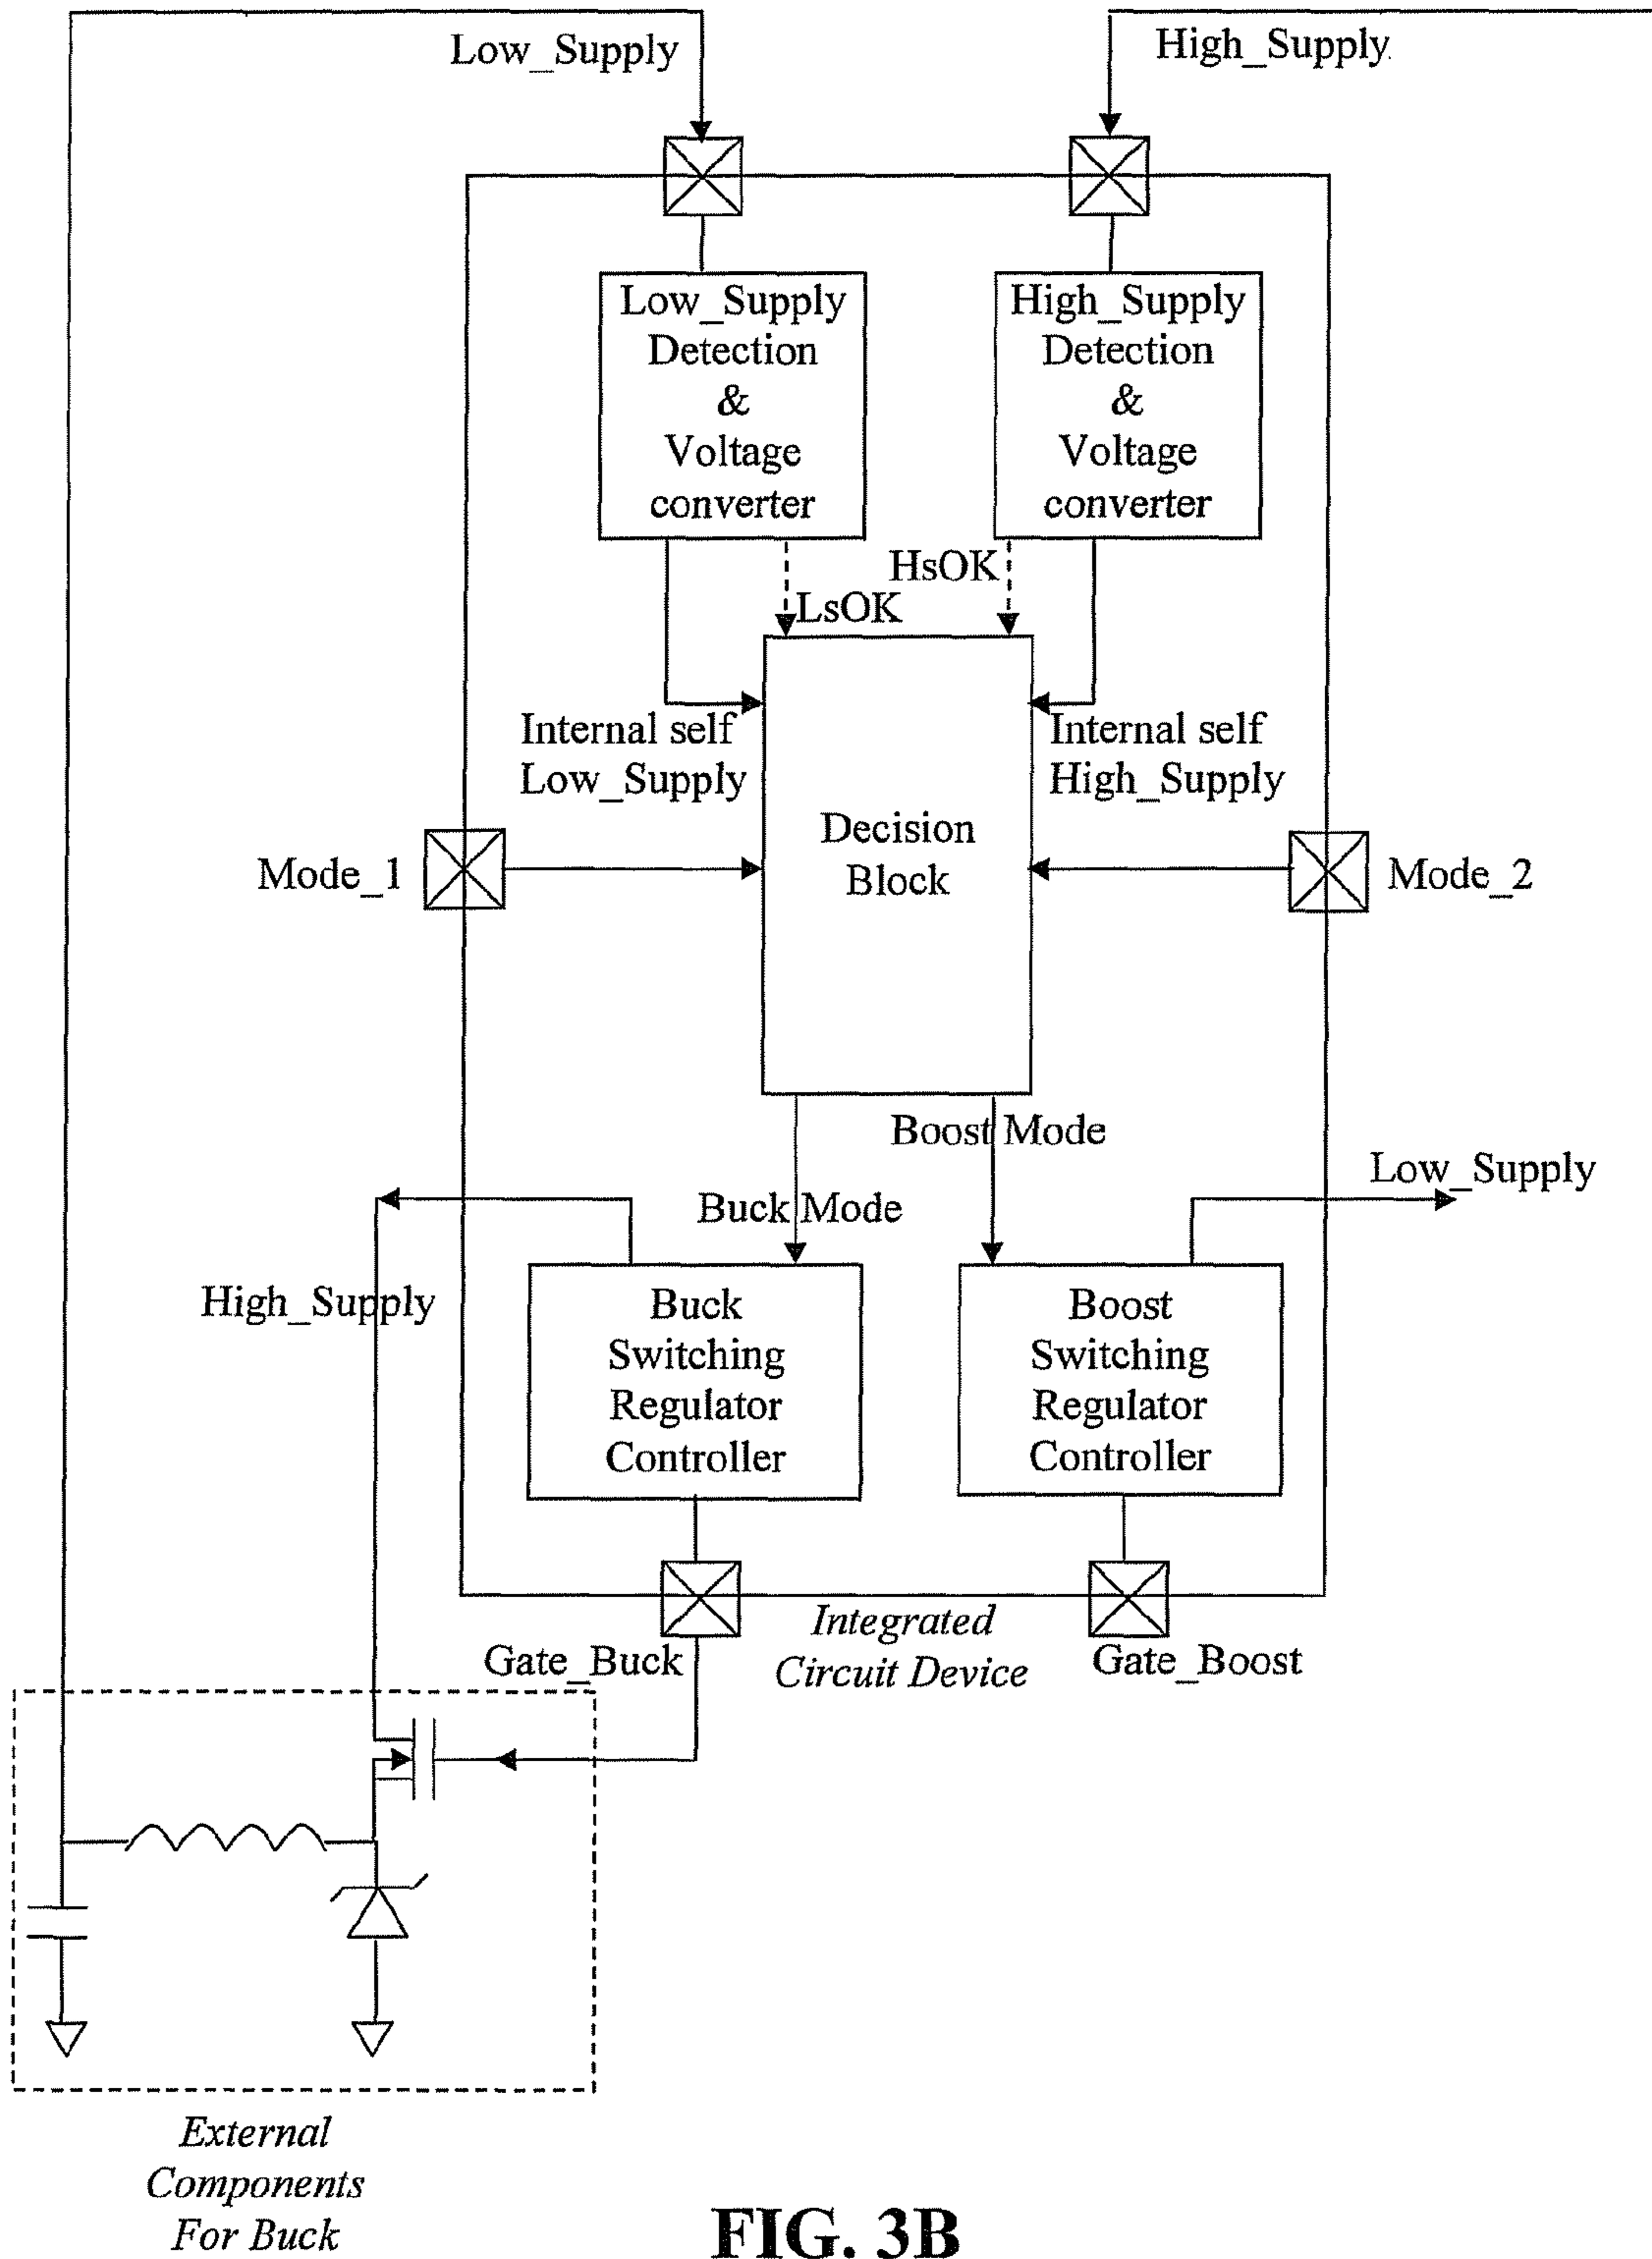 Low_Supply
High_Supply
Low_Supply
Detection
&
Voltage
converter
High_Supply
Detection
&
Voltage
converter
HsOK
LsOK
Internal self
Low_Supply
Internal self
High_Supply
Decision
Block
Mode_1
Mode_2
Boost Mode
Low_Supply
Buck Mode
High_Supply
Buck
Switching
Regulator
Controller
Boost
Switching
Regulator
Controller
Integrated
Circuit Device
Gate_Buck
Gate_Boost
External
Components
For Buck
FIG. 3B